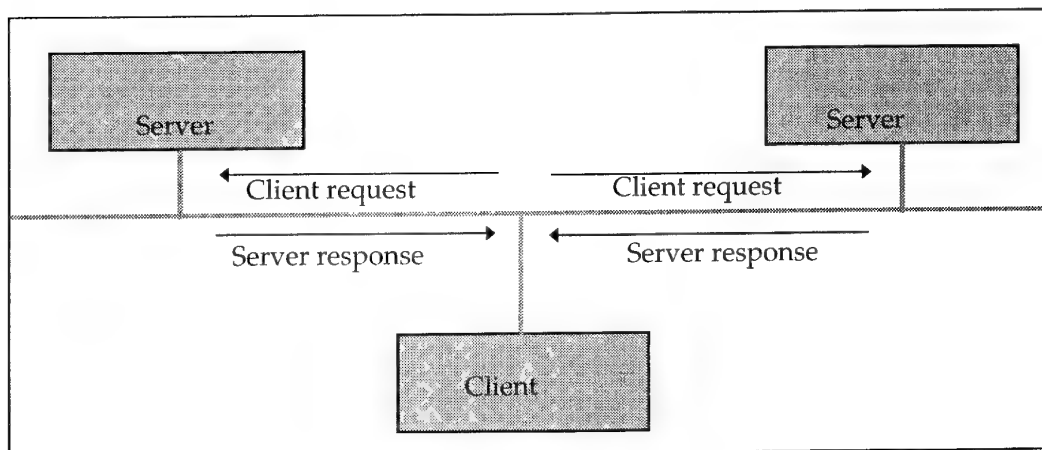 Server
Server
Client request
Client request
Server response
Server response
Client